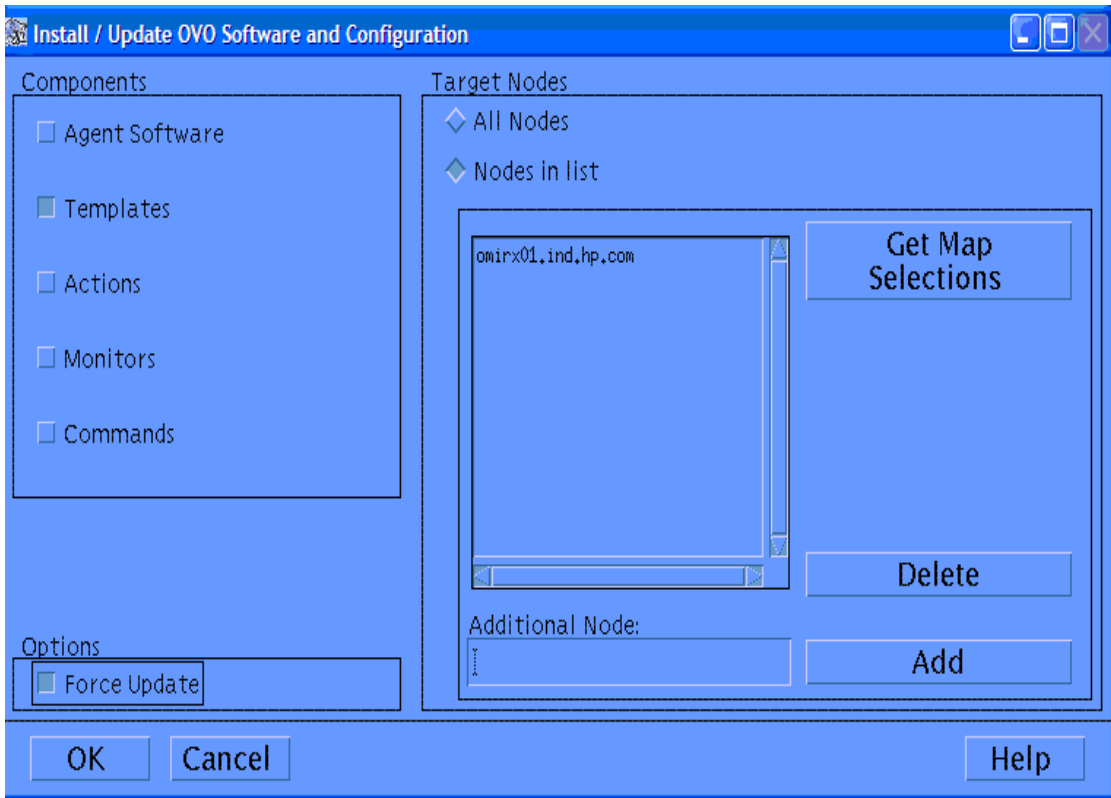 Install / Update OVO Software and Configuration
Components
Agent Software
Templates
Actions
Monitors
Commands
Options
Force Update
Target Nodes
All Nodes
Nodes in list
omirx01.ind.hp.com
Get Map
Selections
Delete
Additional Node:
Add
OK
Cancel
Help